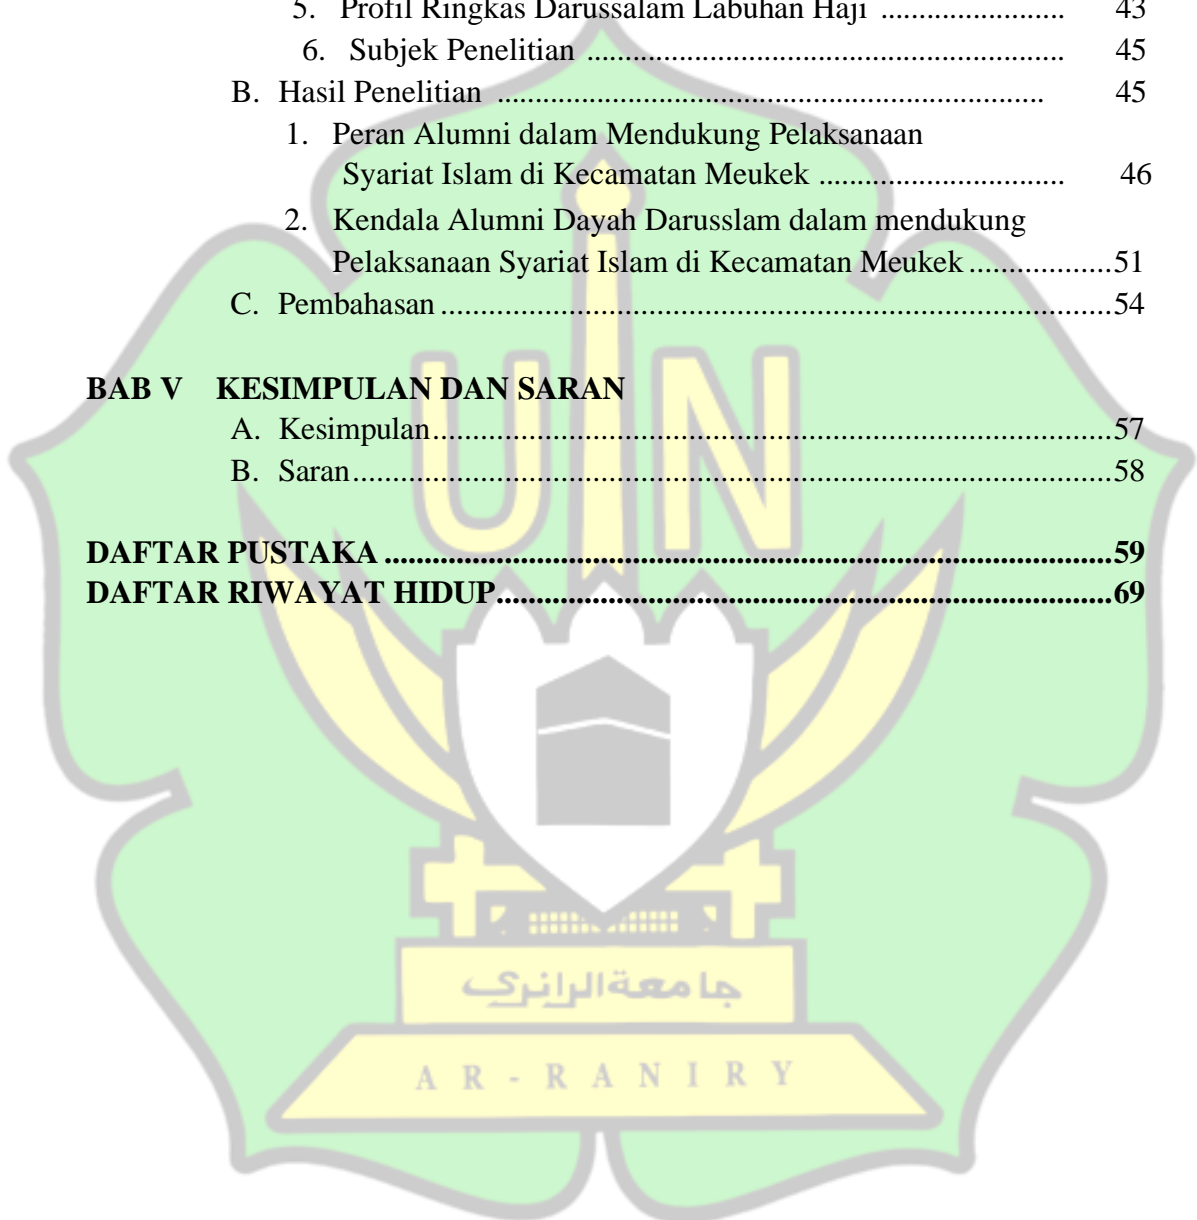 5. Profil Ringkas Darussalam Labuhan Haji ....................... 43
6. Subjek Penelitian ............................................................ 45
B. Hasil Penelitian ..................................................................... 45
1. Peran Alumni dalam Mendukung Pelaksanaan
Syariat Islam di Kecamatan Meukek ............................... 46
2. Kendala Alumni Dayah Darusslam dalam mendukung
Pelaksanaan Syariat Islam di Kecamatan Meukek ..................51
C. Pembahasan .....................................................................................54
BAB V KESIMPULAN DAN SARAN
A. Kesimpulan.......................................................................................57
B. Saran.................................................................................................58
DAFTAR PUSTAKA ............................................................................................59
DAFTAR RIWAYAT HIDUP..............................................................................69
UIN
جامعةالرانري
AR-RANIRY